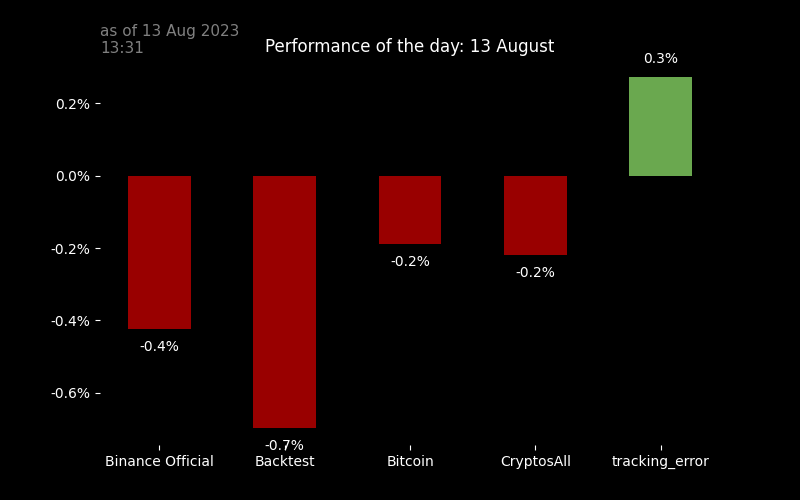 as of 13 Aug 2023
13:31
Performance of the day: 13 August
0.3%
0.2%
0.0%
-0.2%
-0.2%
-0.2%
-0.4%
-0.4%
-0.6%
-0.7%
Binance Official
Backtest
Bitcoin
CryptosAll
tracking_error